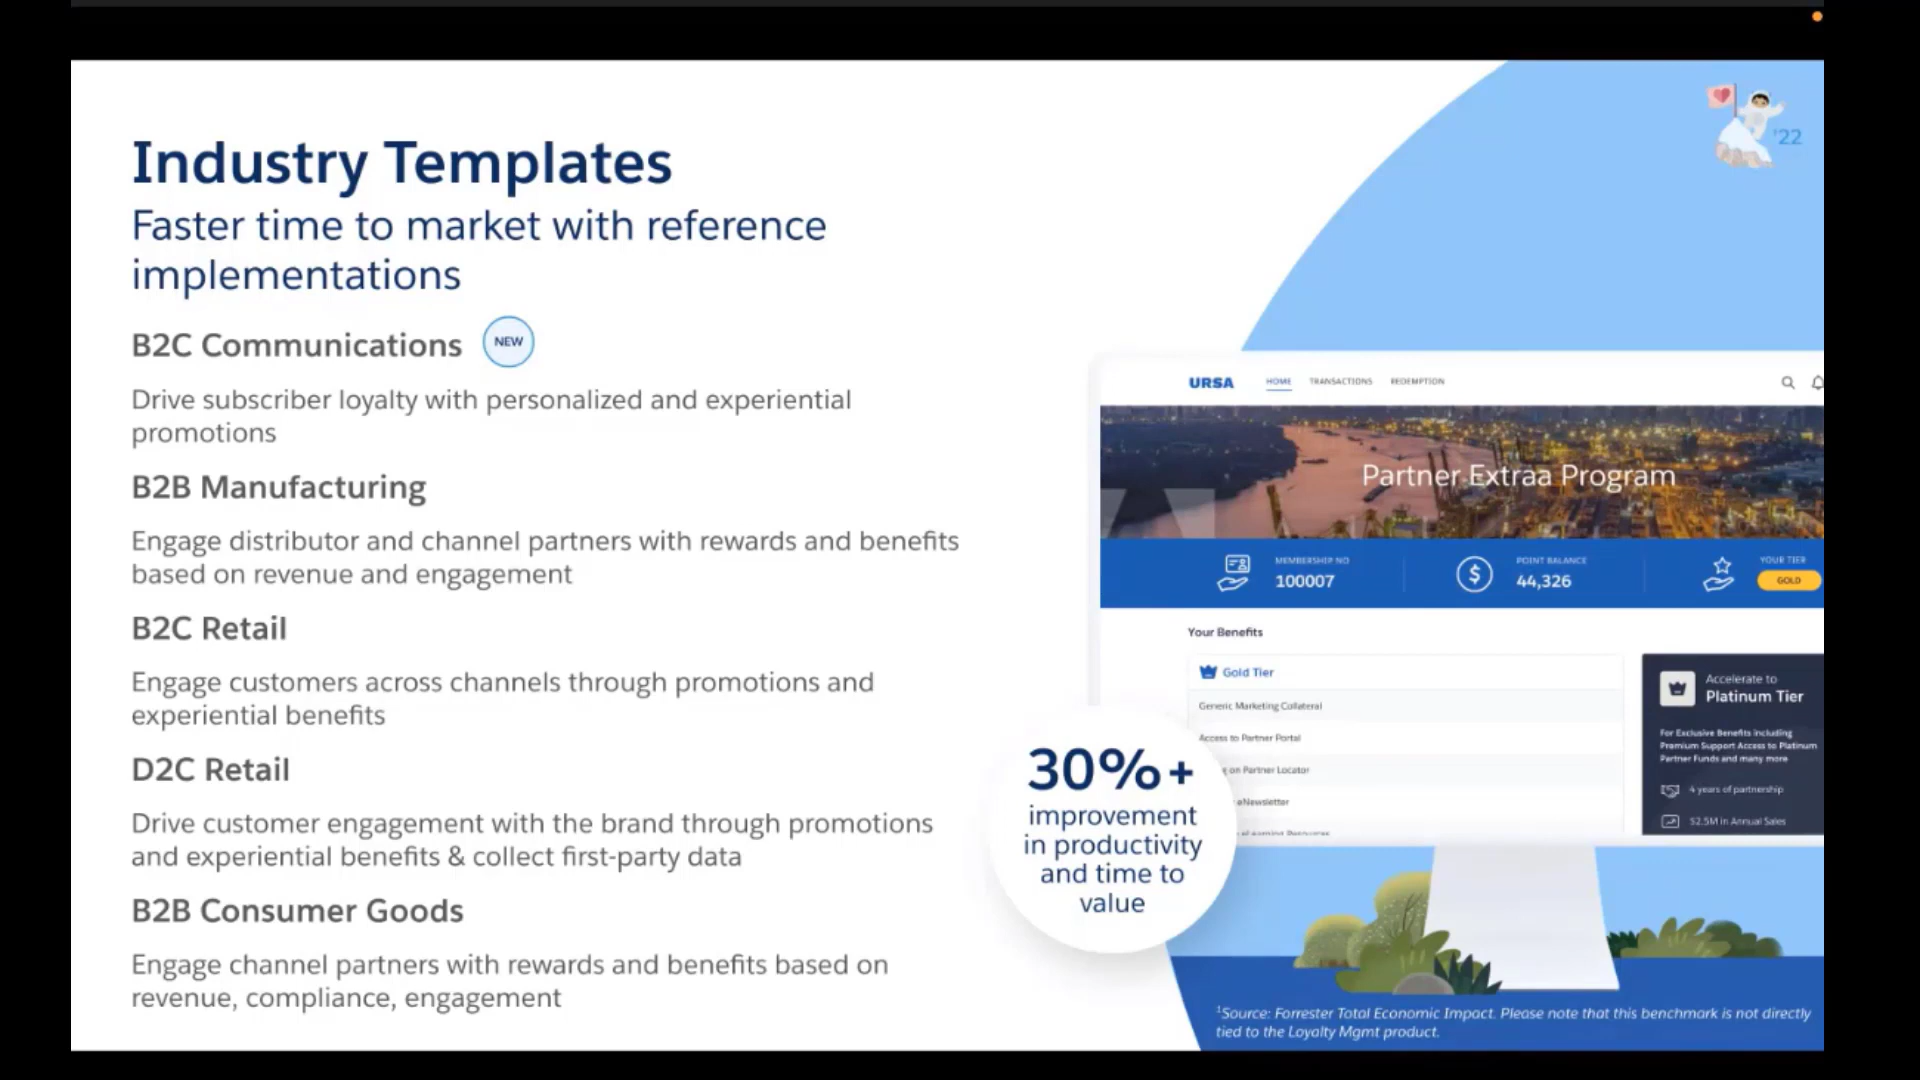 '22
Industry Templates
Faster time to market with reference
implementations
B2C Communications NEW
Drive subscriber loyalty with personalized and experiential
promotions
B2B Manufacturing
Engage distributor and channel partners with rewards and benefits
based on revenue and engagement
B2C Retail
Engage customers across channels through promotions and
experiential benefits
D2C Retail
Drive customer engagement with the brand through promotions
and experiential benefits & collect first-party data
B2B Consumer Goods
Engage channel partners with rewards and benefits based on
revenue, compliance, engagement
URSA HOME TRANSACTIONS REDEMPTION
Partner Extraa Program
MEMBERSHIP NO
100007
POINT BALANCE
44,326
YOUR TIER
GOLD
Your Benefits
Gold Tier
Generic Marketing Collateral
Access to Partner Portal
on Partner Locator
eNewsletter
eLearning Resources
Accelerate to
Platinum Tier
For Exclusive Benefits including
Premium Support Access to Platinum
Partner Funds and many more
4 years of partnership
$2.5M in Annual Sales
30%+
improvement
in productivity
and time to
value
¹Source: Forrester Total Economic Impact. Please note that this benchmark is not directly
tied to the Loyalty Mgmt product.